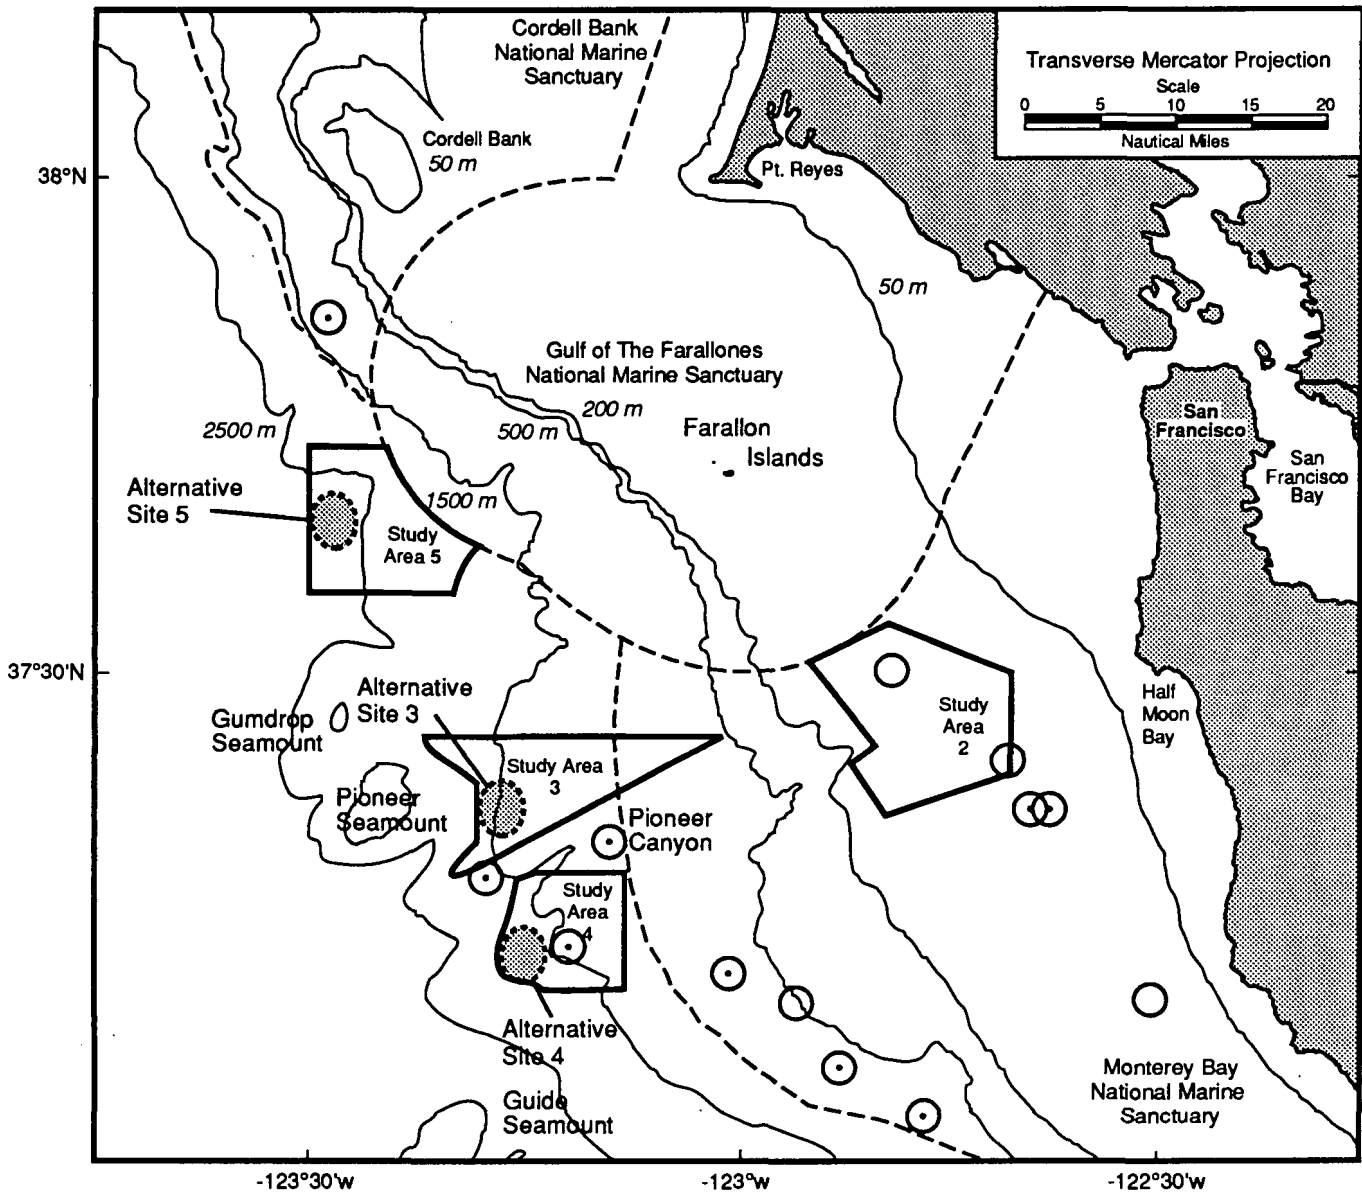 Cordell Bank
National Marine
Sanctuary
Transverse Mercator Projection
Scale
0 5 10 15 20
Nautical Miles
Cordell Bank
50 m
38°N
Pt. Reyes
50 m
Gulf of The Farallones
National Marine Sanctuary
200 m
500 m
2500 m
Farallon
Islands
San
Francisco
San
Francisco
Bay
Alternative
Site 5
1500 m
Study
Area 5
37°30'N
Alternative
Site 3
Gumdrop
Seamount
Study
Area
2
Half
Moon
Bay
Study Area
3
Pioneer
Seamount
Pioneer
Canyon
Study
Area
4
Alternative
Site 4
Guide
Seamount
Monterey Bay
National Marine
Sanctuary
-123°30'W
-123°W
-122°30'W